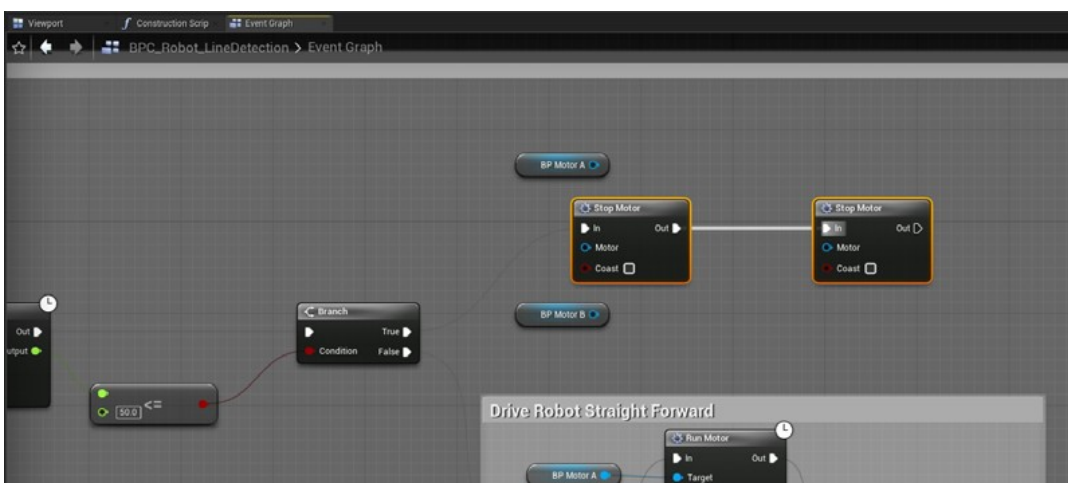 Viewport
Construction Scrip
Event Graph
BPC_Robot_LineDetection > Event Graph
BP Motor A
Stop Motor
In Out
Motor
Coast
Stop Motor
In Out
Motor
Coast
BP Motor B
Branch
True
Condition False
Out
utput
50.0 <=
Drive Robot Straight Forward
Run Motor
In Out
Target
BP Motor A